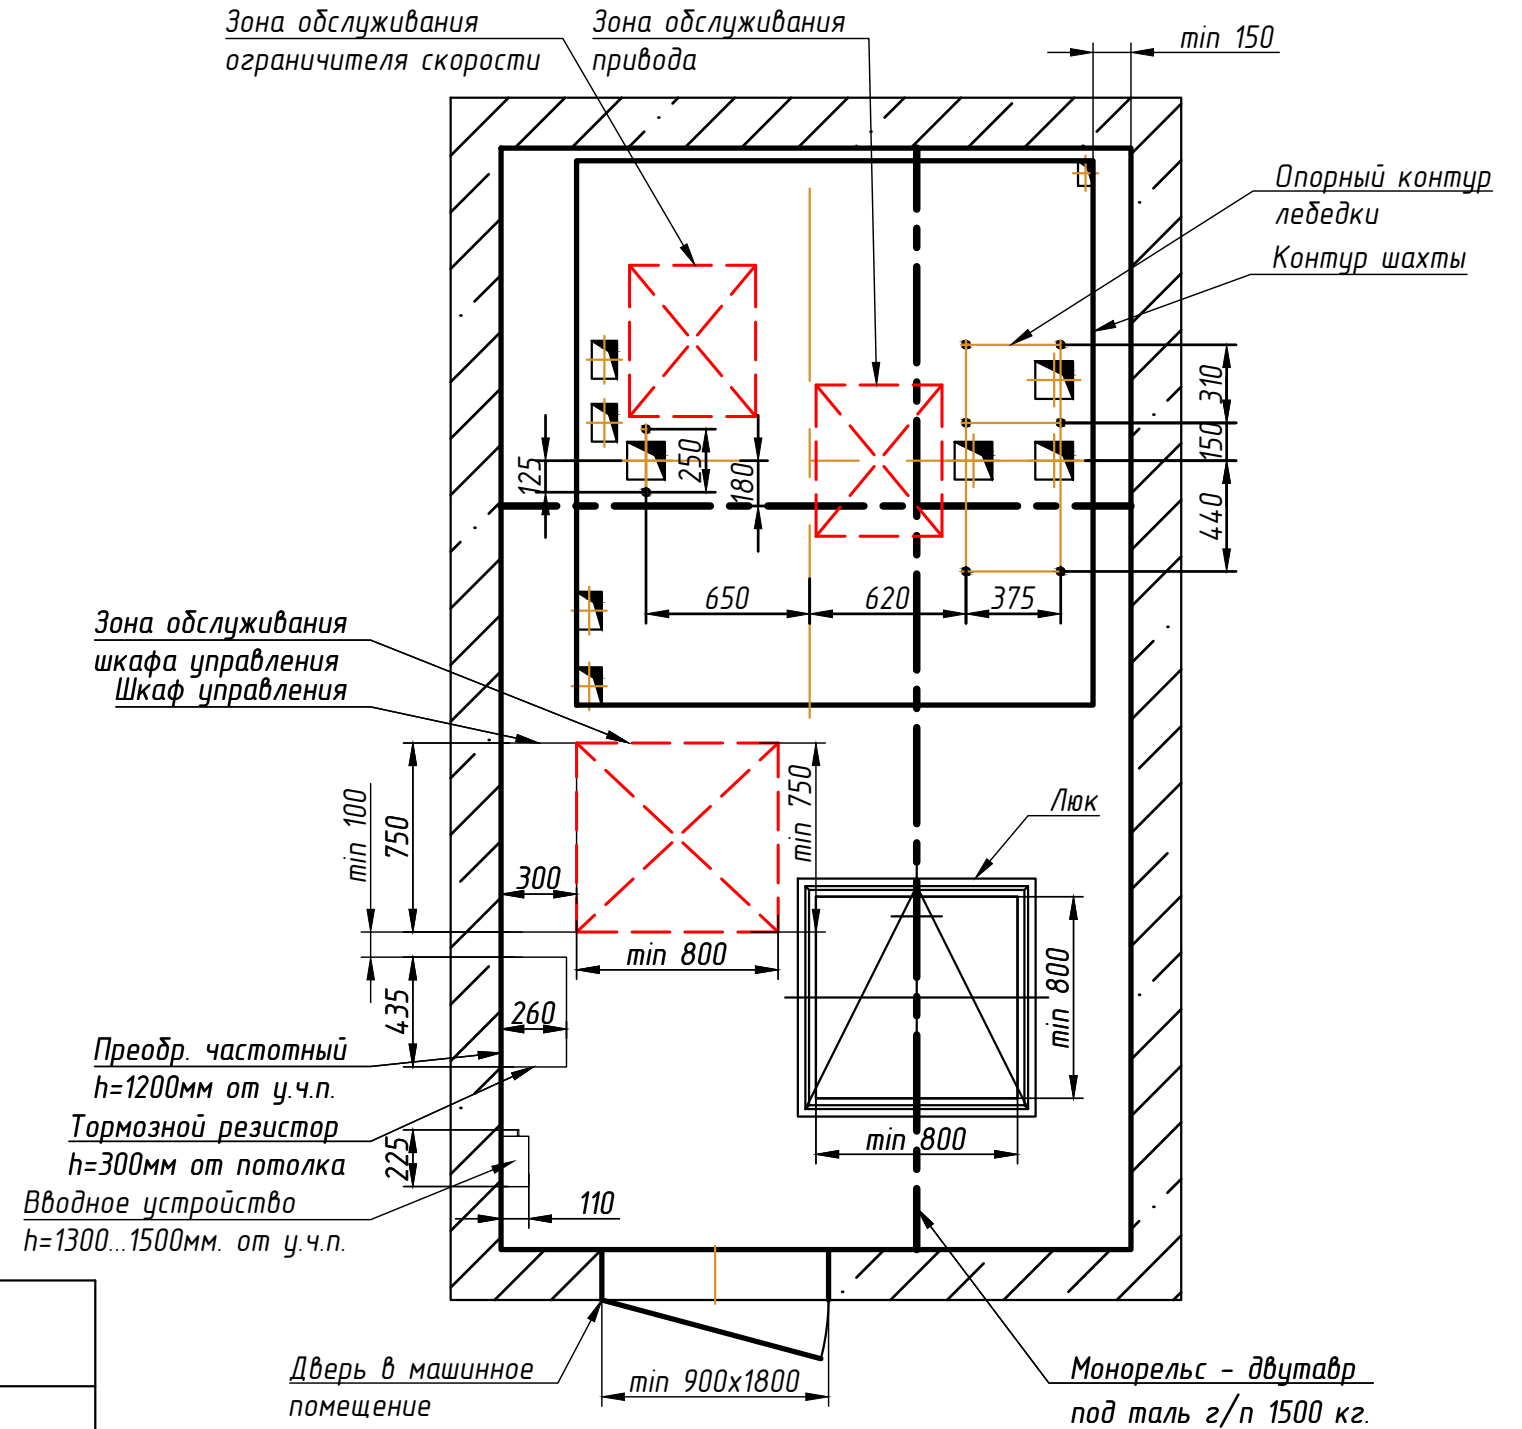 Зона обслуживания
ограничителя скорости
Зона обслуживания
привода
min 150
Опорный контур
лебедки
Контур шахты
310
150
440
125
250
180
650
620
375
Зона обслуживания
шкафа управления
Шкаф управления
min 100
750
300
min 750
min 800
Люк
min 800
min 800
435
260
Преобр. частотный
h=1200мм от у.ч.п.
Тормозной резистор
h=300мм от потолка
225
Вводное устройство
h=1300...1500мм. от у.ч.п.
110
Дверь в машинное
помещение
min 900х1800
Монорельс - двутавр
под таль г/п 1500 кг.